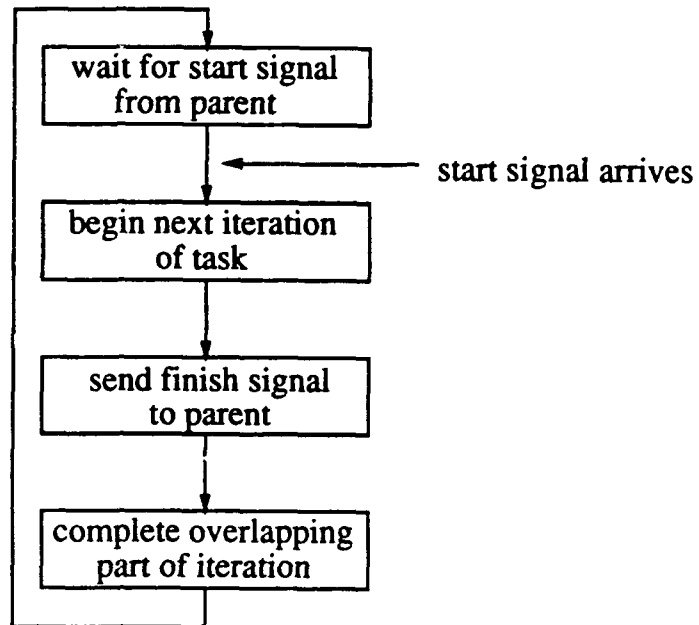 wait for start signal
from parent
start signal arrives
begin next iteration
of task
send finish signal
to parent
complete overlapping
part of iteration